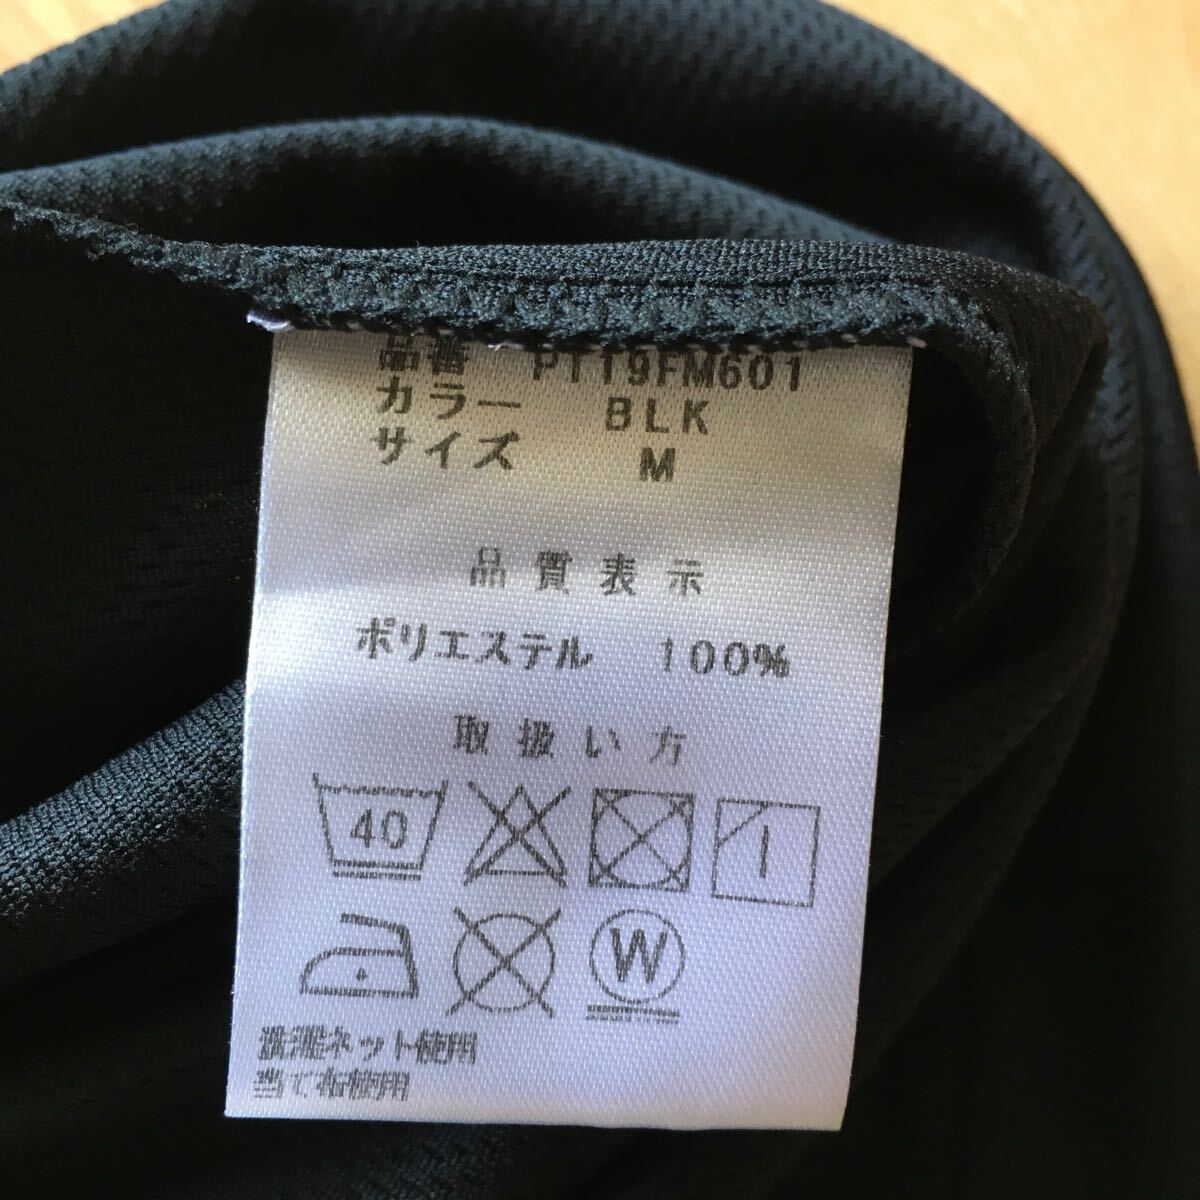 品番 PT19FM601
カラー BLK
サイズ M
品質表示
ポリエステル 100%
取扱い方
40
W
洗濯ネット使用
当て布使用